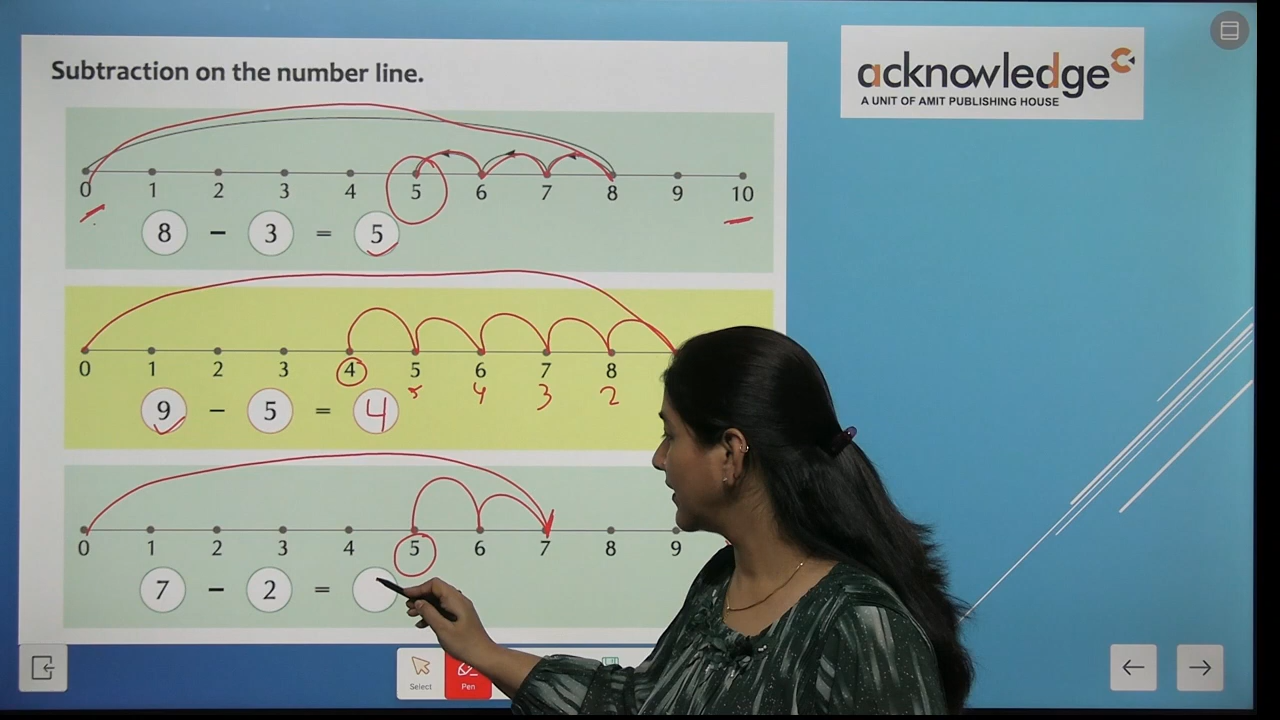 Subtraction on the number line.
acknowledge
A UNIT OF AMIT PUBLISHING HOUSE
0 1 2 3 4 5 6 7 8 9 10
8 - 3 = 5
0 1 2 3 4 5 6 7 8
5 4 3 2
9 - 5 = 4
0 1 2 3 4 5 6 7 8 9
7 - 2 =
Select
Pen